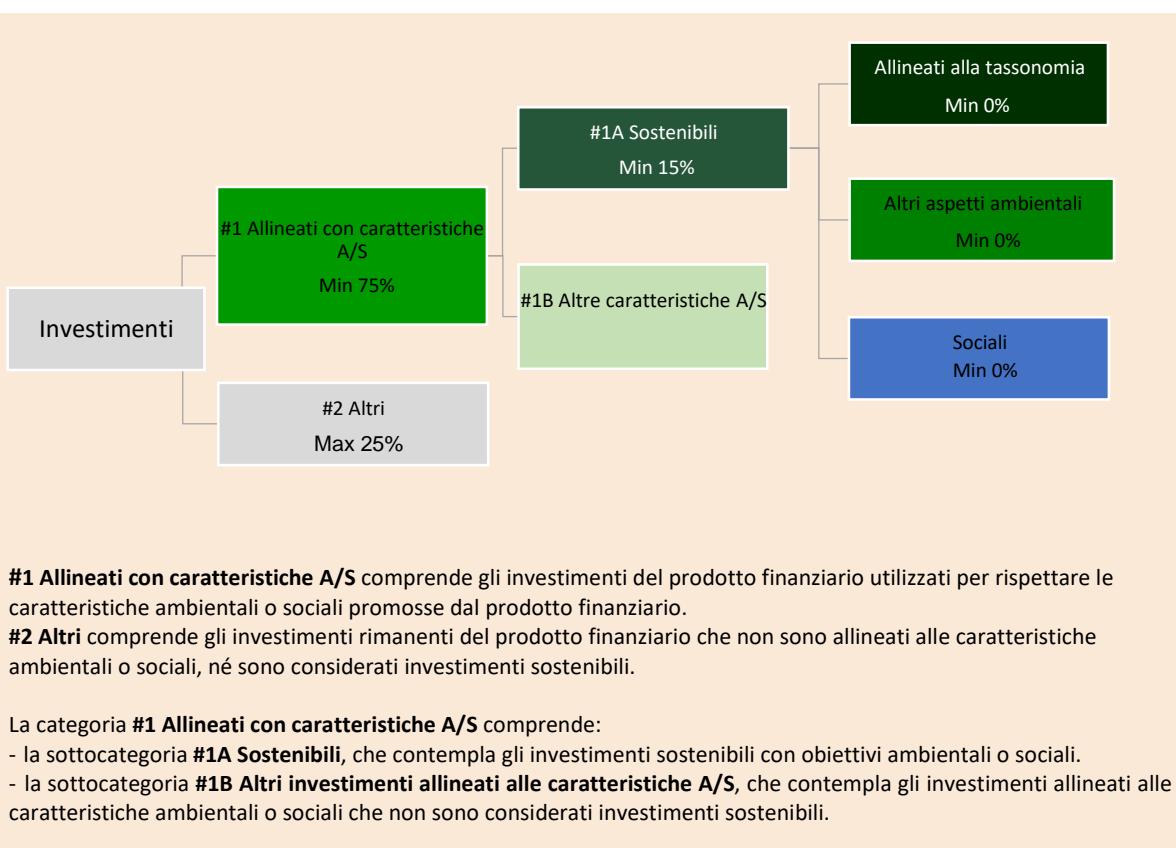 Investimenti
#1 Allineati con caratteristiche
A/S
Min 75%
#2 Altri
Max 25%
#1A Sostenibili
Min 15%
#1B Altre caratteristiche A/S
Allineati alla tassonomia
Min 0%
Altri aspetti ambientali
Min 0%
Sociali
Min 0%
#1 Allineati con caratteristiche A/S comprende gli investimenti del prodotto finanziario utilizzati per rispettare le
caratteristiche ambientali o sociali promosse dal prodotto finanziario.
#2 Altri comprende gli investimenti rimanenti del prodotto finanziario che non sono allineati alle caratteristiche
ambientali o sociali, né sono considerati investimenti sostenibili.
La categoria #1 Allineati con caratteristiche A/S comprende:
- la sottocategoria #1A Sostenibili, che contempla gli investimenti sostenibili con obiettivi ambientali o sociali.
- la sottocategoria #1B Altri investimenti allineati alle caratteristiche A/S, che contempla gli investimenti allineati alle
caratteristiche ambientali o sociali che non sono considerati investimenti sostenibili.